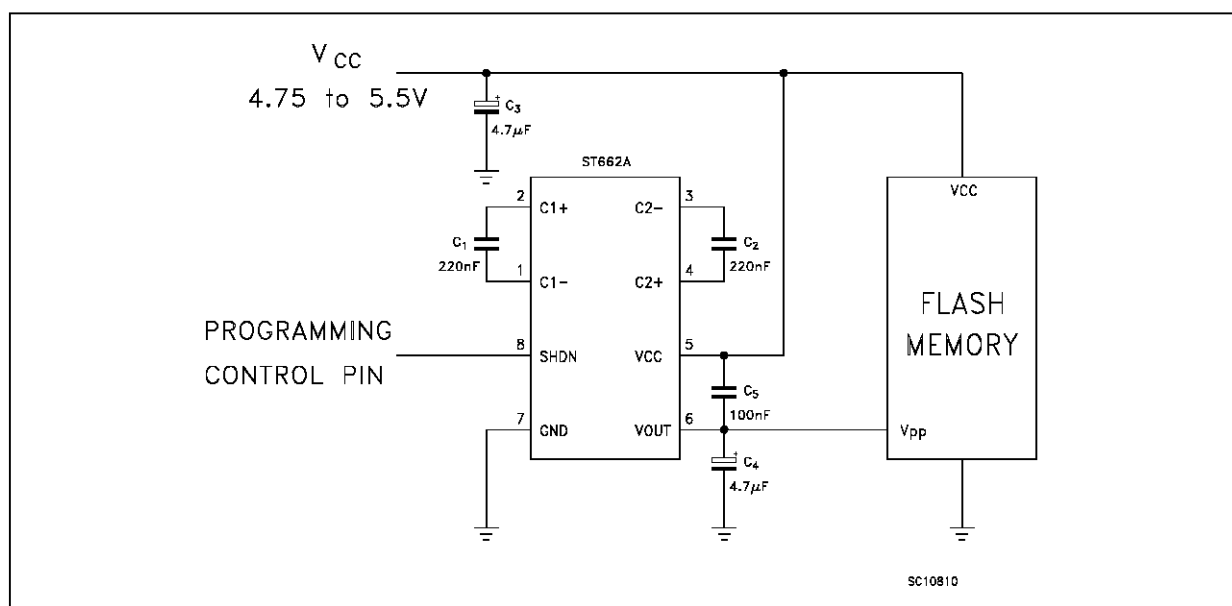 V CC
4.75 to 5.5V
+
C3
4.7μF
ST662A
2
C1+
C2-
3
VCC
C1
220nF
C2
220nF
1
C1-
C2+
4
FLASH
MEMORY
PROGRAMMING
CONTROL PIN
8
SHDN
VCC
5
C5
100nF
7
GND
VOUT
6
Vpp
+
C4
4.7μF
SC10810